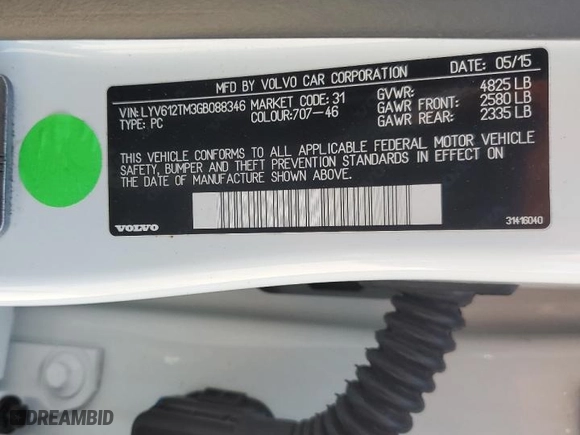 MFD BY VOLVO CAR CORPORATION DATE: 05/15
VIN: LYV612TM3GB088346 MARKET CODE: 31 GVWR: 4825 LB
TYPE: PC COLOUR:707-46 GAWR FRONT: 2580 LB
GAWR REAR: 2335 LB
THIS VEHICLE CONFORMS TO ALL APPLICABLE FEDERAL MOTOR VEHICLE
SAFETY, BUMPER AND THEFT PREVENTION STANDARDS IN EFFECT ON
THE DATE OF MANUFACTURE SHOWN ABOVE.
VOLVO 31416040
DREAMBID